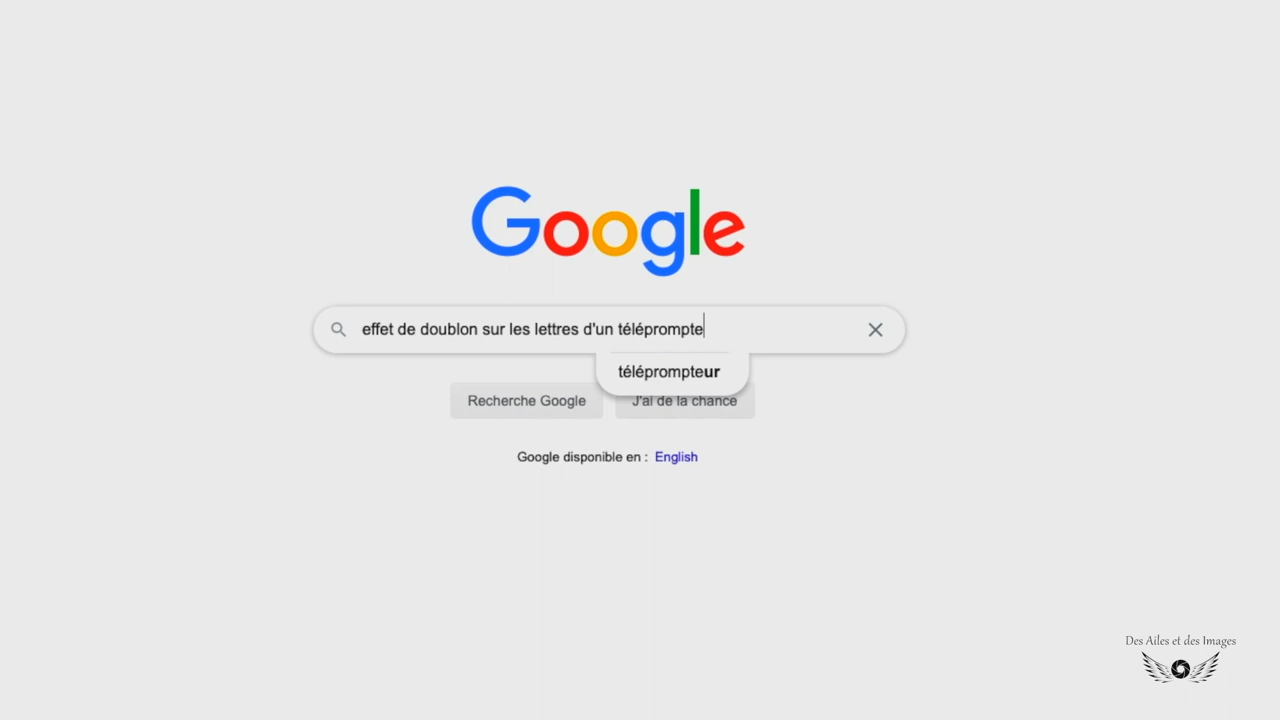 Google
effet de doublon sur les lettres d'un téléprompte
téléprompteur
Recherche Google
J'ai de la chance
Google disponible en : English
Des Ailes et des Images